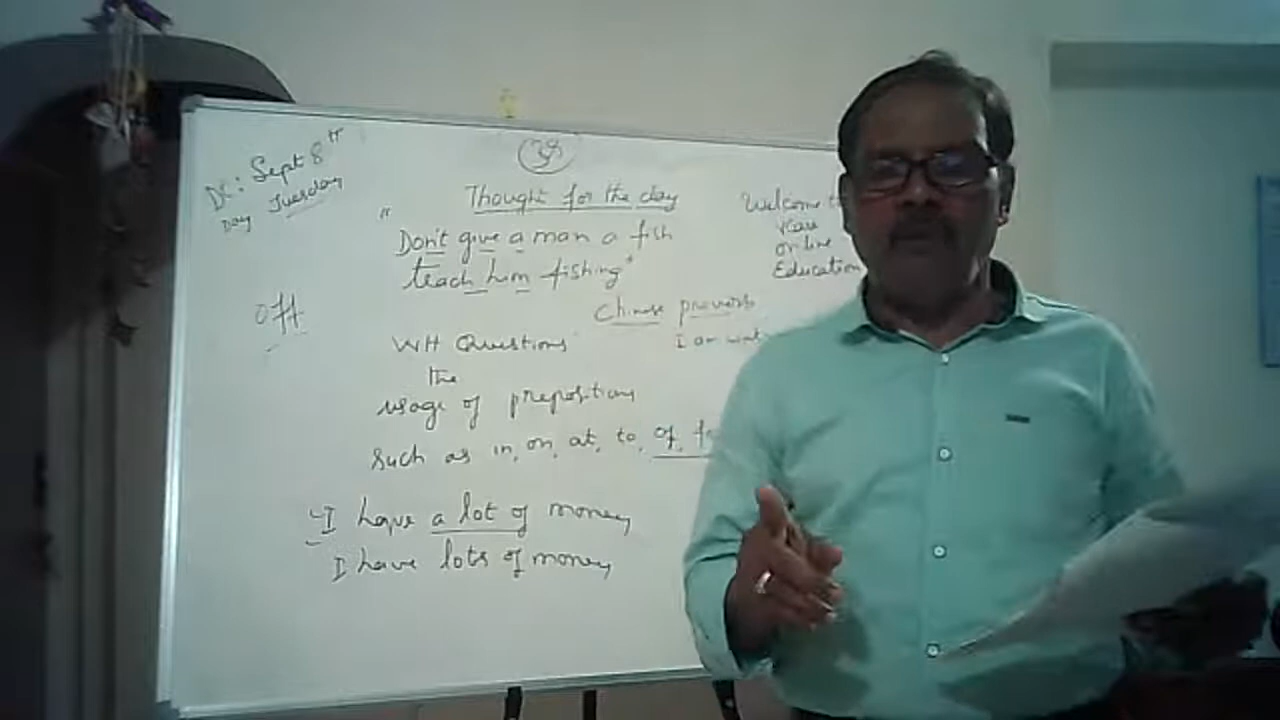 Dt: Sept 8th
Day Tuesday
Thought for the day
"Don't give a man a fish
teach him fishing"
Chinese proverb
Welcome to
online
Education
Off
WH Questions
the
usage of prepositions
such as in, on, at, to, of,
I have a lot of money
I have lots of money